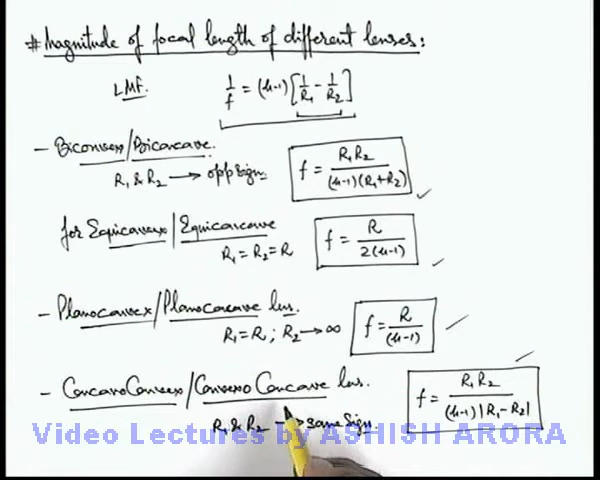 # Magnitude of focal length of different lenses:
LMF. 1/f = (μ-1) [1/R₁ - 1/R₂]
- Biconvex/Biconcave.
R₁ & R₂ → opp sign. f = R₁R₂/(μ-1)(R₁+R₂) ✓
for Equiconvex/Equiconcave
R₁ = R₂ = R f = R/2(μ-1) ✓
- Planoconvex/Planoconcave lens.
R₁ = R ; R₂ → ∞ f = R/(μ-1)
- ConcavoConvex/Convexo Concave lens.
R₁ & R₂ → same sign. f = R₁R₂/(μ-1)|R₁-R₂|
Video Lectures by ASHISH ARORA